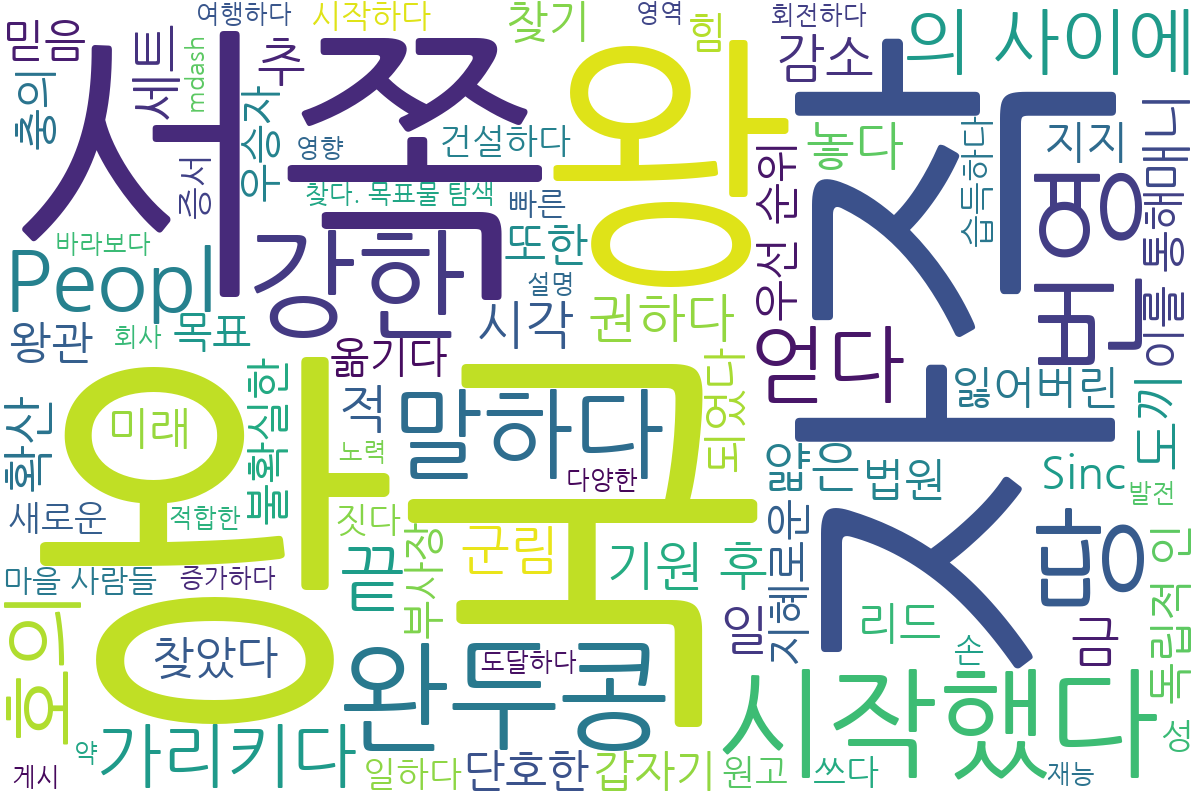 여행하다
시작하다
찾기
영역
힘
회전하다
의 사이에
믿음
세트
mdash
추
서쪽
왕
감소
자작
충의
우승자
증서
영향
건설하다
놓다
지지
습득하다
이를 통해매니
우선 순위
찾다. 목표물 탐색
빠른
바라보다
강한
또한
번영
Peopl
설명
왕관
회사
목표
시각
권하다
얻다
옮기다
왕국
미래
적
말하다
되었다
잃어버린
도끼
확산
불확실한
노력
다양한
얇은
법원
Sinc
발전
새로운
적합한
짓다
군림
기원 후
지혜로운
땅
독립적 인
마을 사람들
증가하다
끝
부사장
일
리드
손
금
호의
찾았다
완두콩
도달하다
시작했다
성
약
가리키다
일하다
단호한
갑자기
원고
쓰다
재능
게시